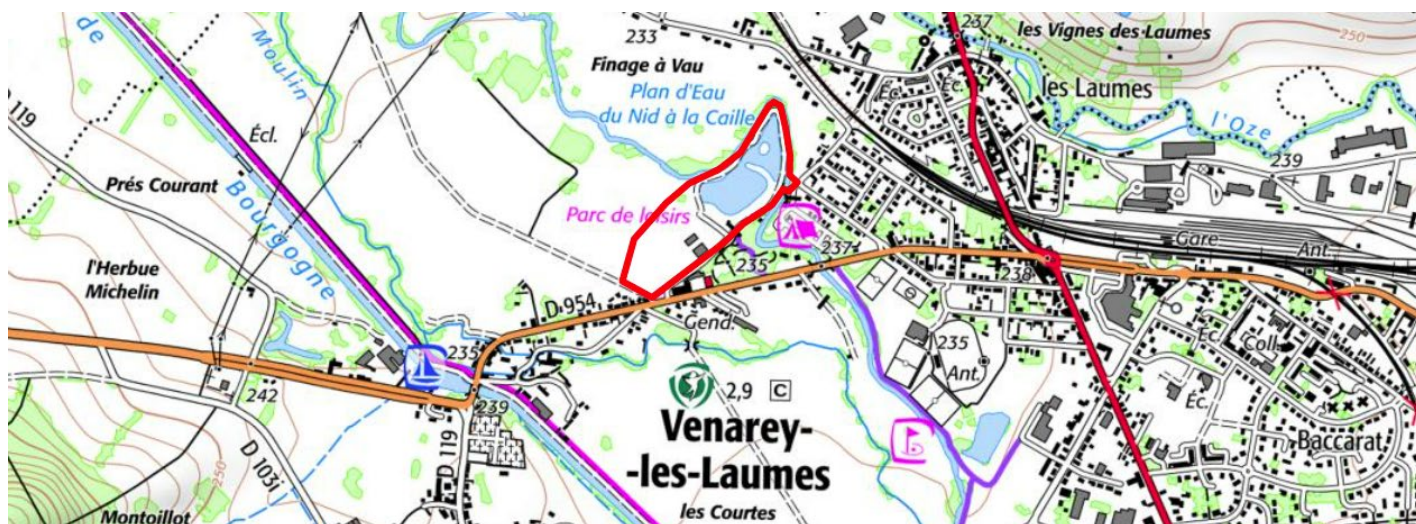 237
les Vignes des Laumes
250
233
Finage à Vau
Plan d'Eau
du Nid à la Caille
Moulin
de
les Laumes
Éc.
Éc.
l'Oze
119
Écl.
239
Prés Courant
Bourgogne
Parc de loisirs
237
Gare
Ant.
l'Herbue
Michelin
235
238
D 954
Gend.
235
235
Ant.
Éc.
Coll.
242
239
2,9
C
Éc.
Venarey-
-les-Laumes
Baccarat
D 119
D 103j
250
les Courtes
Montoillot